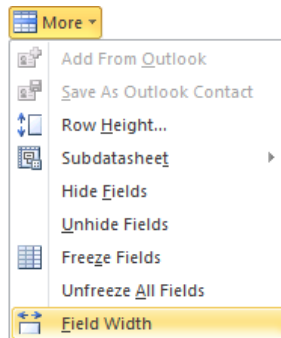 More
Add From Outlook
Save As Outlook Contact
Row Height...
Subdatasheet
Hide Fields
Unhide Fields
Freeze Fields
Unfreeze All Fields
Field Width